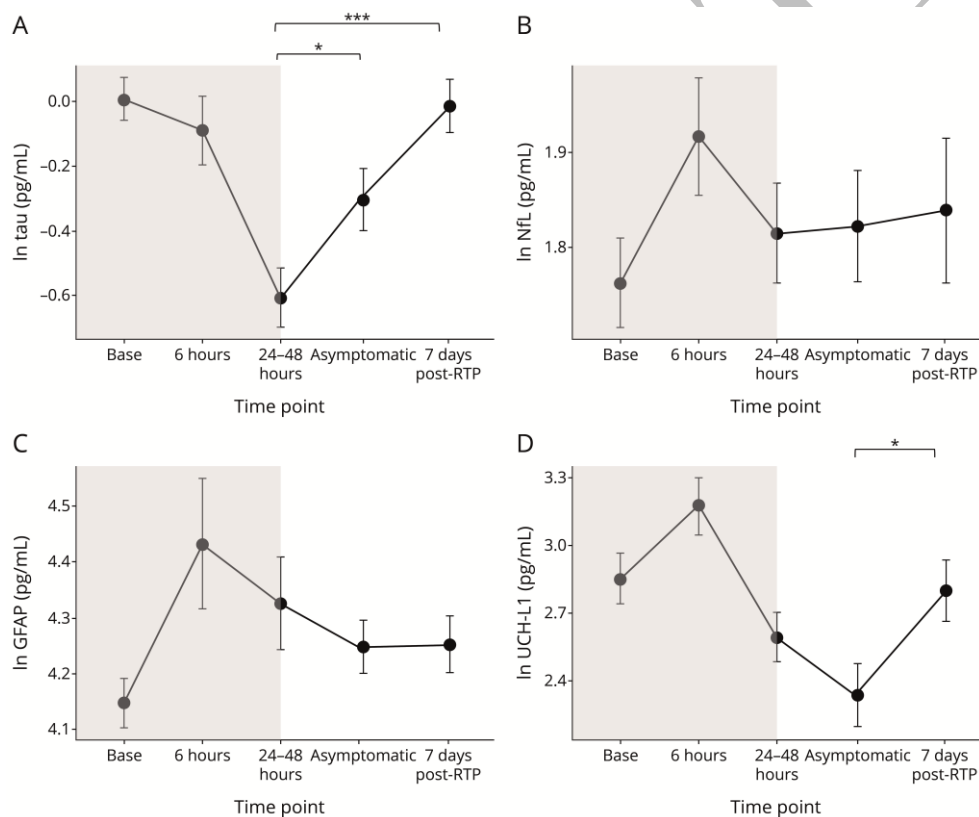 A
***
*
ln tau (pg/mL)
0.0
–0.2
–0.4
–0.6
Base
6 hours
24–48
hours
Asymptomatic
7 days
post-RTP
Time point
B
ln NfL (pg/mL)
1.9
1.8
Base
6 hours
24–48
hours
Asymptomatic
7 days
post-RTP
Time point
C
ln GFAP (pg/mL)
4.5
4.4
4.3
4.2
4.1
Base
6 hours
24–48
hours
Asymptomatic
7 days
post-RTP
Time point
D
*
ln UCH-L1 (pg/mL)
3.3
3.0
2.7
2.4
Base
6 hours
24–48
hours
Asymptomatic
7 days
post-RTP
Time point